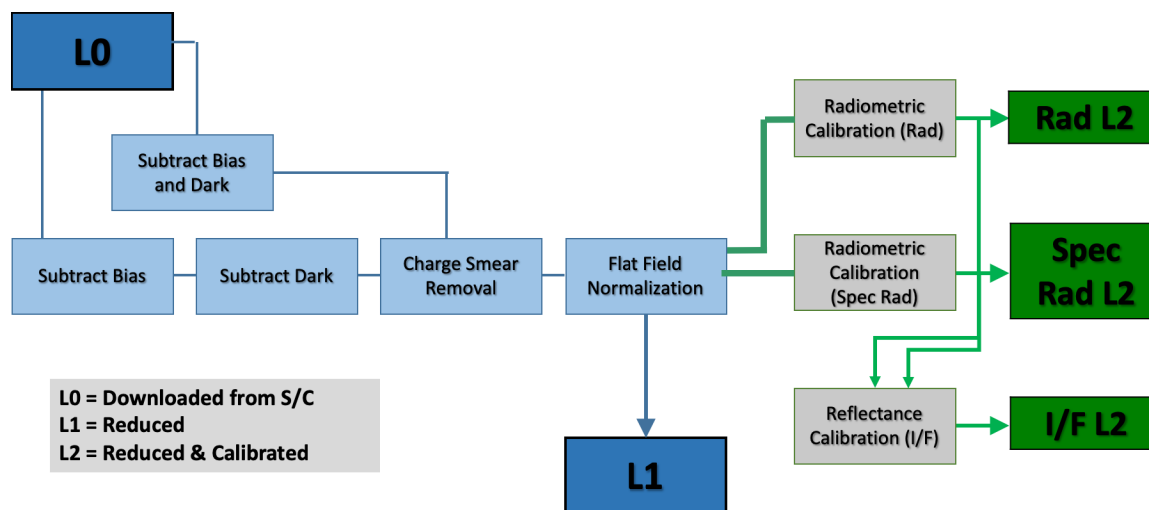 L0
Subtract Bias
and Dark
Subtract Bias
Subtract Dark
Charge Smear
Removal
Flat Field
Normalization
L1
Radiometric
Calibration (Rad)
Rad L2
Radiometric
Calibration
(Spec Rad)
Spec
Rad L2
Reflectance
Calibration (I/F)
I/F L2
L0 = Downloaded from S/C
L1 = Reduced
L2 = Reduced & Calibrated